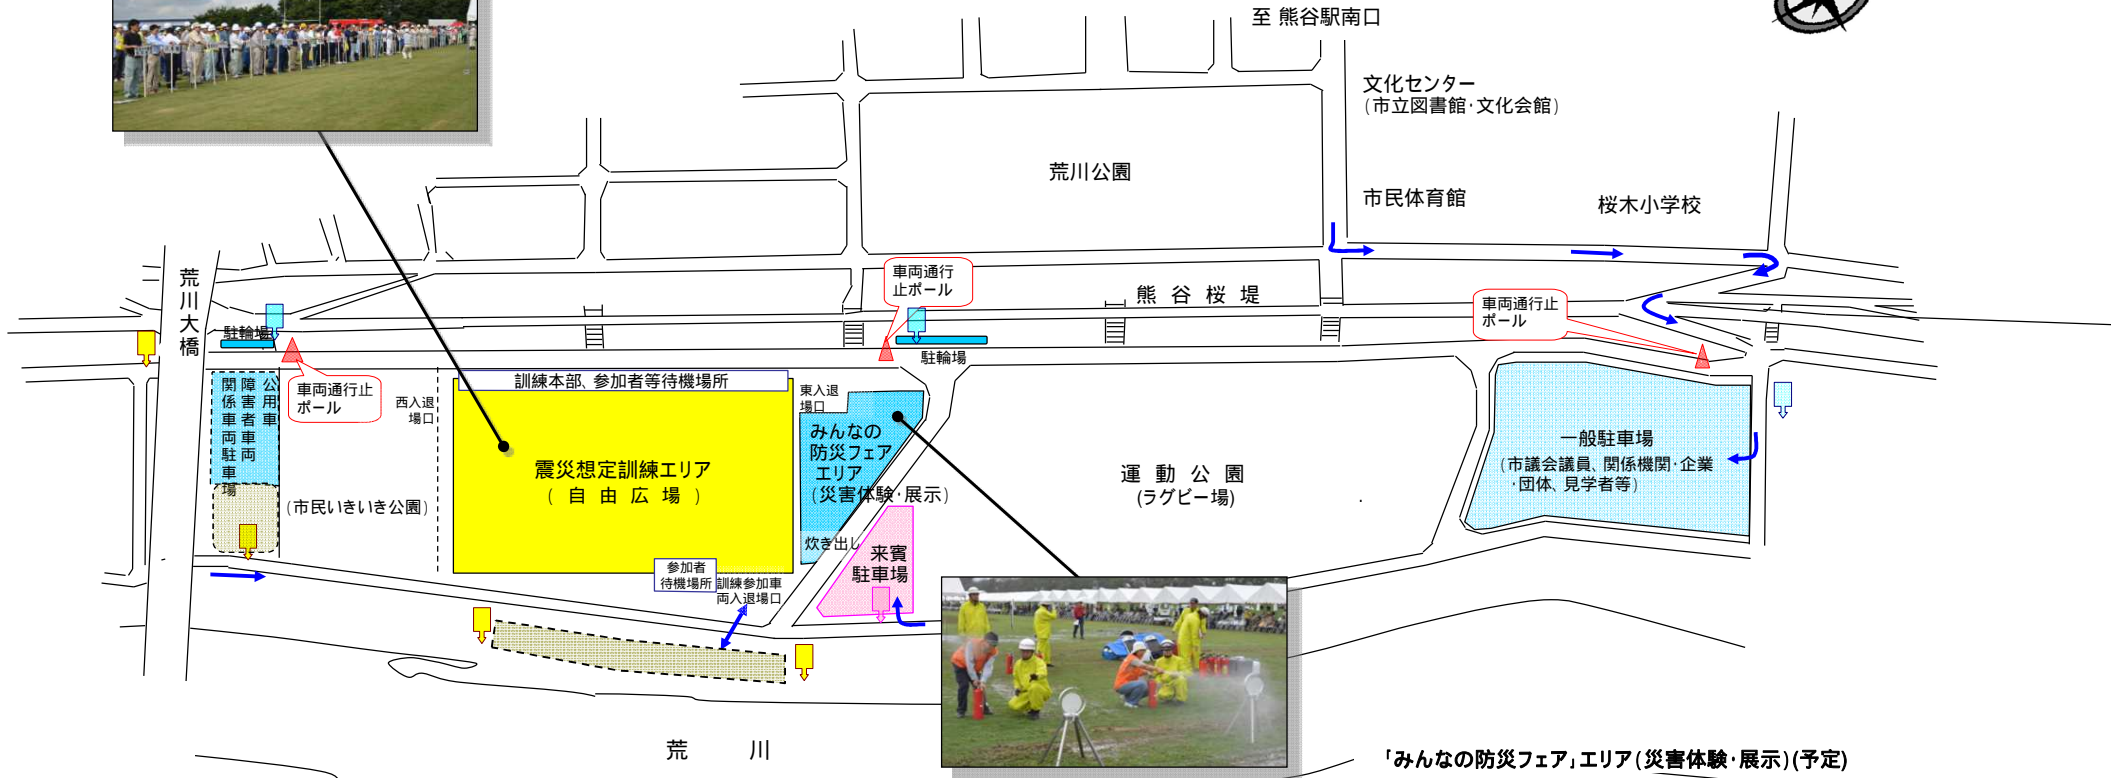 至 熊谷駅南口
文化センター
(市立図書館・文化会館)
荒川公園
市民体育館
桜木小学校
荒川大橋
車両通行
止ポール
熊 谷 桜 堤
車両通行止
ポール
駐輪場
駐輪場
車両通行止
ポール
公用車
障害者車両
関係車両駐車場
西入退
場口
訓練本部、参加者等待機場所
東入退
場口
みんなの
防災フェア
エリア
(災害体験・展示)
震災想定訓練エリア
( 自 由 広 場 )
(市民いきいき公園)
運 動 公 園
(ラグビー場)
一般駐車場
(市議会議員、関係機関・企業
・団体、見学者等)
炊き出し
来賓
駐車場
参加者
待機場所
訓練参加車
両入退場口
荒 川
「みんなの防災フェア」エリア(災害体験・展示)(予定)